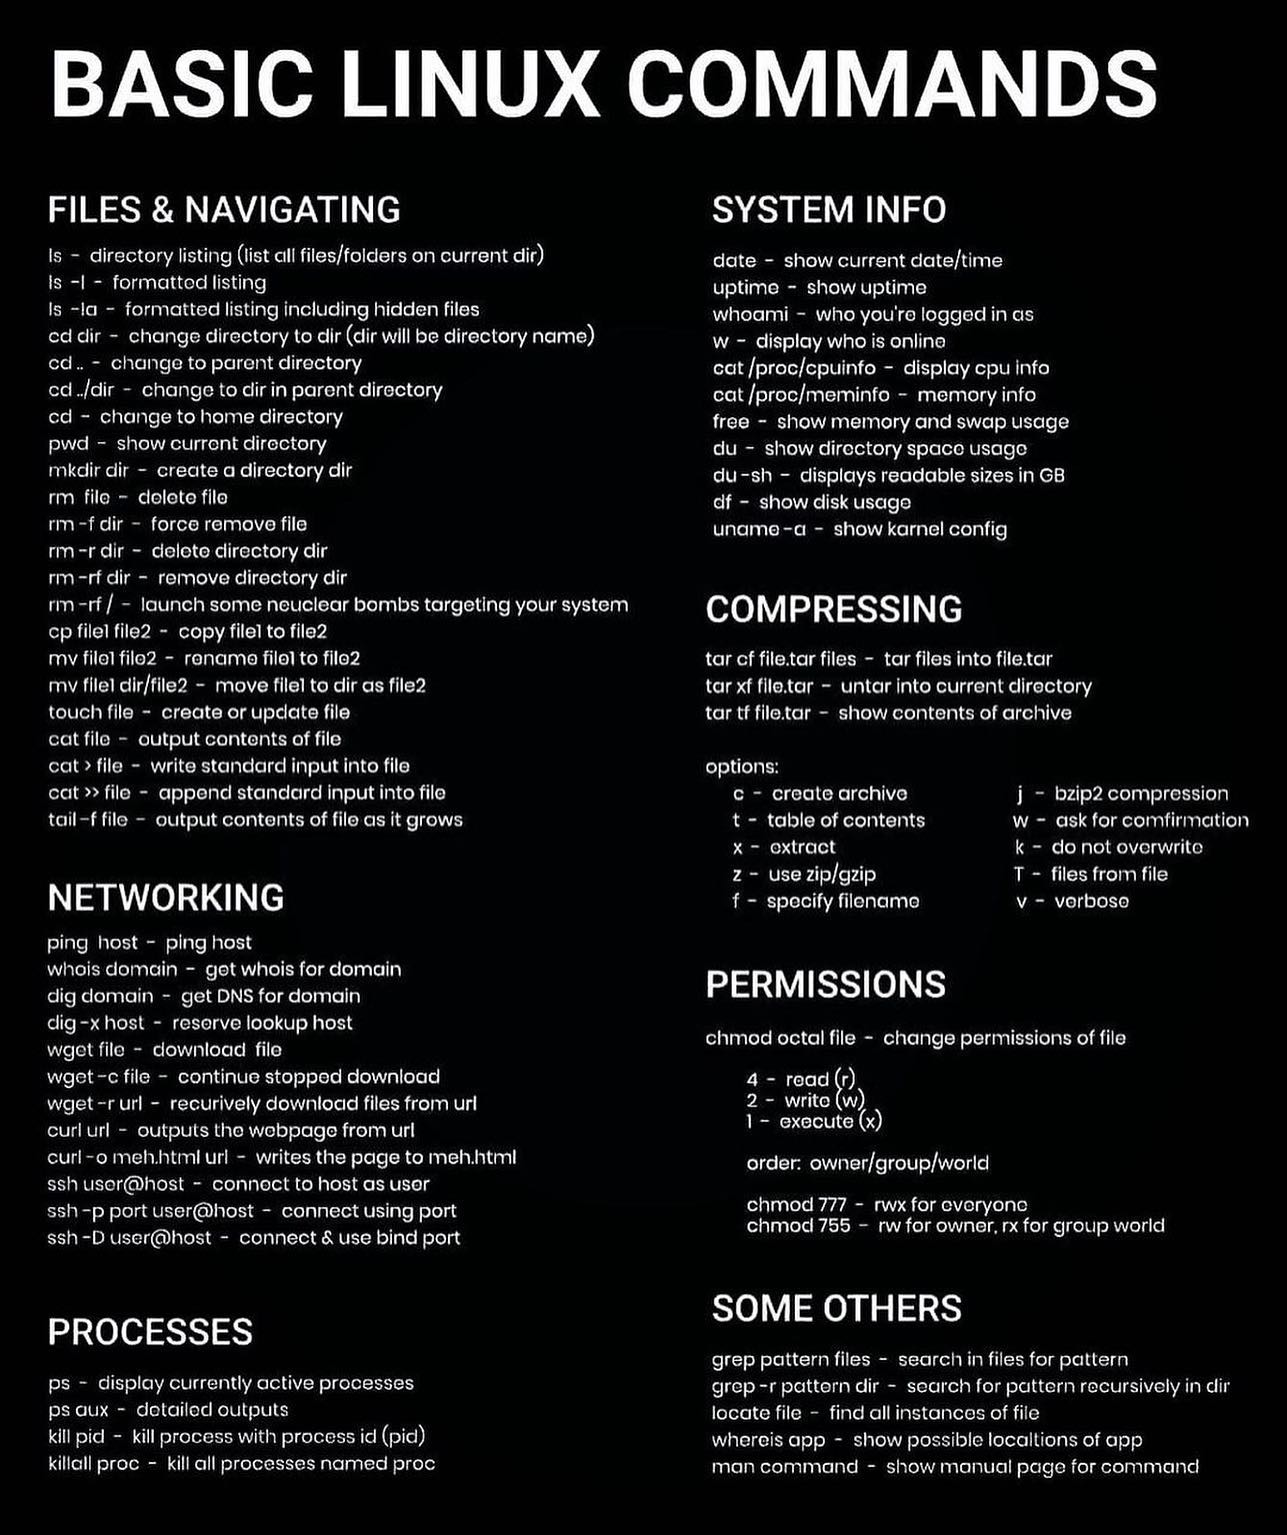 BASIC LINUX COMMANDS
FILES & NAVIGATING
ls - directory listing (list all files/folders on current dir)
ls -l - formatted listing
ls -la - formatted listing including hidden files
cd dir - change directory to dir (dir will be directory name)
cd .. - change to parent directory
cd ../dir - change to dir in parent directory
cd - change to home directory
pwd - show current directory
mkdir dir - create a directory dir
rm file - delete file
rm -f dir - force remove file
rm -r dir - delete directory dir
rm -rf dir - remove directory dir
rm -rf / - launch some neuclear bombs targeting your system
cp file1 file2 - copy file1 to file2
mv file1 file2 - rename file1 to file2
mv file1 dir/file2 - move file1 to dir as file2
touch file - create or update file
cat file - output contents of file
cat > file - write standard input into file
cat >> file - append standard input into file
tail -f file - output contents of file as it grows
NETWORKING
ping host - ping host
whois domain - get whois for domain
dig domain - get DNS for domain
dig -x host - reserve lookup host
wget file - download file
wget -c file - continue stopped download
wget -r url - recurively download files from url
curl url - outputs the webpage from url
curl -o meh.html url - writes the page to meh.html
ssh user@host - connect to host as user
ssh -p port user@host - connect using port
ssh -D user@host - connect & use bind port
PROCESSES
ps - display currently active processes
ps aux - detailed outputs
kill pid - kill process with process id (pid)
killall proc - kill all processes named proc
SYSTEM INFO
date - show current date/time
uptime - show uptime
whoami - who you're logged in as
w - display who is online
cat /proc/cpuinfo - display cpu info
cat /proc/meminfo - memory info
free - show memory and swap usage
du - show directory space usage
du -sh - displays readable sizes in GB
df - show disk usage
uname -a - show karnel config
COMPRESSING
tar cf file.tar files - tar files into file.tar
tar xf file.tar - untar into current directory
tar tf file.tar - show contents of archive
options:
c - create archive
t - table of contents
x - extract
z - use zip/gzip
f - specify filename
j - bzip2 compression
w - ask for comfirmation
k - do not overwrite
T - files from file
v - verbose
PERMISSIONS
chmod octal file - change permissions of file
4 - read (r)
2 - write (w)
1 - execute (x)
order: owner/group/world
chmod 777 - rwx for everyone
chmod 755 - rw for owner, rx for group world
SOME OTHERS
grep pattern files - search in files for pattern
grep -r pattern dir - search for pattern recursively in dir
locate file - find all instances of file
whereis app - show possible localtions of app
man command - show manual page for command